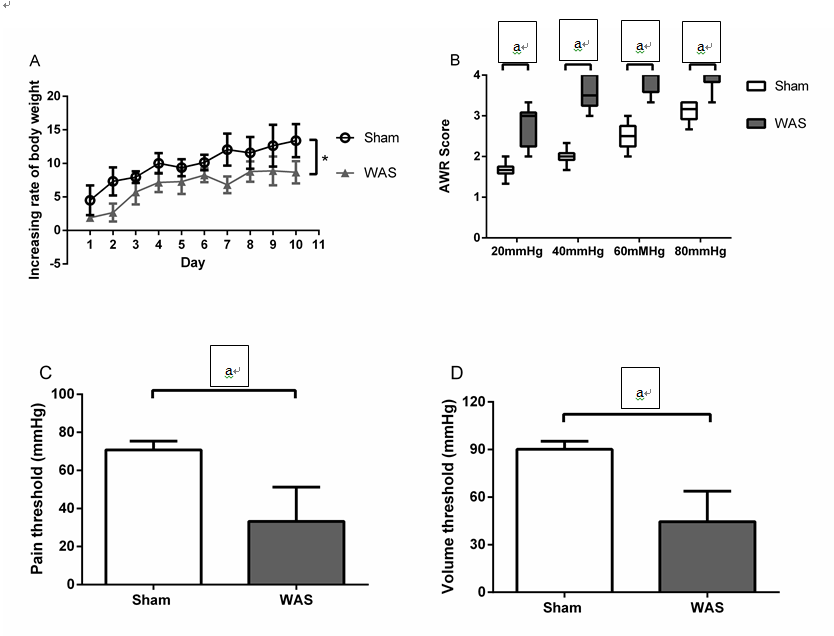 ↵
a↵ a↵ a↵ a↵
A
Increasing rate of body weight
20
15
10
5
0
-5
1 2 3 4 5 6 7 8 9 10 11
Day
Sham
*
WAS
B
AWR Score
4
3
2
1
0
20mmHg 40mmHg 60mMHg 80mmHg
Sham
WAS
C
a↵
Pain threshold (mmHg)
100
80
60
40
20
0
Sham WAS
D
a↵
Volume threshold (mmHg)
120
90
60
30
0
Sham WAS